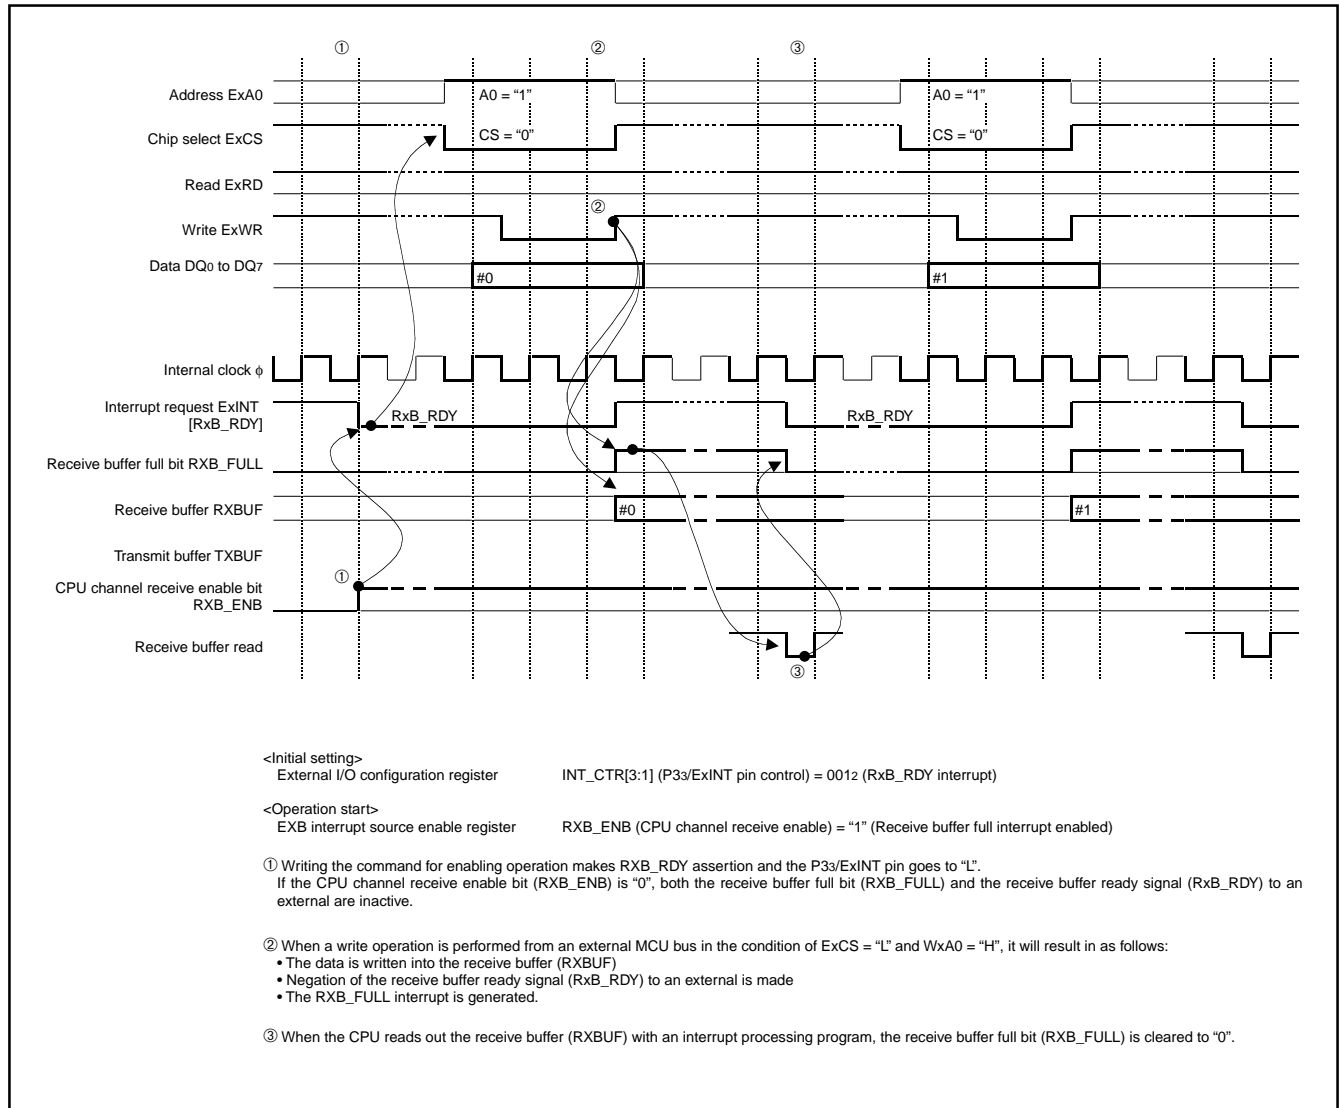 ① ② ③
Address ExA0
A0 = “1” A0 = “1”
Chip select ExCS
CS = “0” CS = “0”
Read ExRD
②
Write ExWR
Data DQ0 to DQ7
#0 #1
Internal clock ϕ
Interrupt request ExINT
[RxB_RDY]
RxB_RDY RxB_RDY
Receive buffer full bit RXB_FULL
Receive buffer RXBUF
#0 #1
Transmit buffer TXBUF
①
CPU channel receive enable bit
RXB_ENB
Receive buffer read
③
<Initial setting>
External I/O configuration register INT_CTR[3:1] (P33/ExINT pin control) = 0012 (RxB_RDY interrupt)
<Operation start>
EXB interrupt source enable register RXB_ENB (CPU channel receive enable) = “1” (Receive buffer full interrupt enabled)
① Writing the command for enabling operation makes RXB_RDY assertion and the P33/ExINT pin goes to “L”.
If the CPU channel receive enable bit (RXB_ENB) is “0”, both the receive buffer full bit (RXB_FULL) and the receive buffer ready signal (RxB_RDY) to an
external are inactive.
② When a write operation is performed from an external MCU bus in the condition of ExCS = “L” and WxA0 = “H”, it will result in as follows:
• The data is written into the receive buffer (RXBUF)
• Negation of the receive buffer ready signal (RxB_RDY) to an external is made
• The RXB_FULL interrupt is generated.
③ When the CPU reads out the receive buffer (RXBUF) with an interrupt processing program, the receive buffer full bit (RXB_FULL) is cleared to “0”.